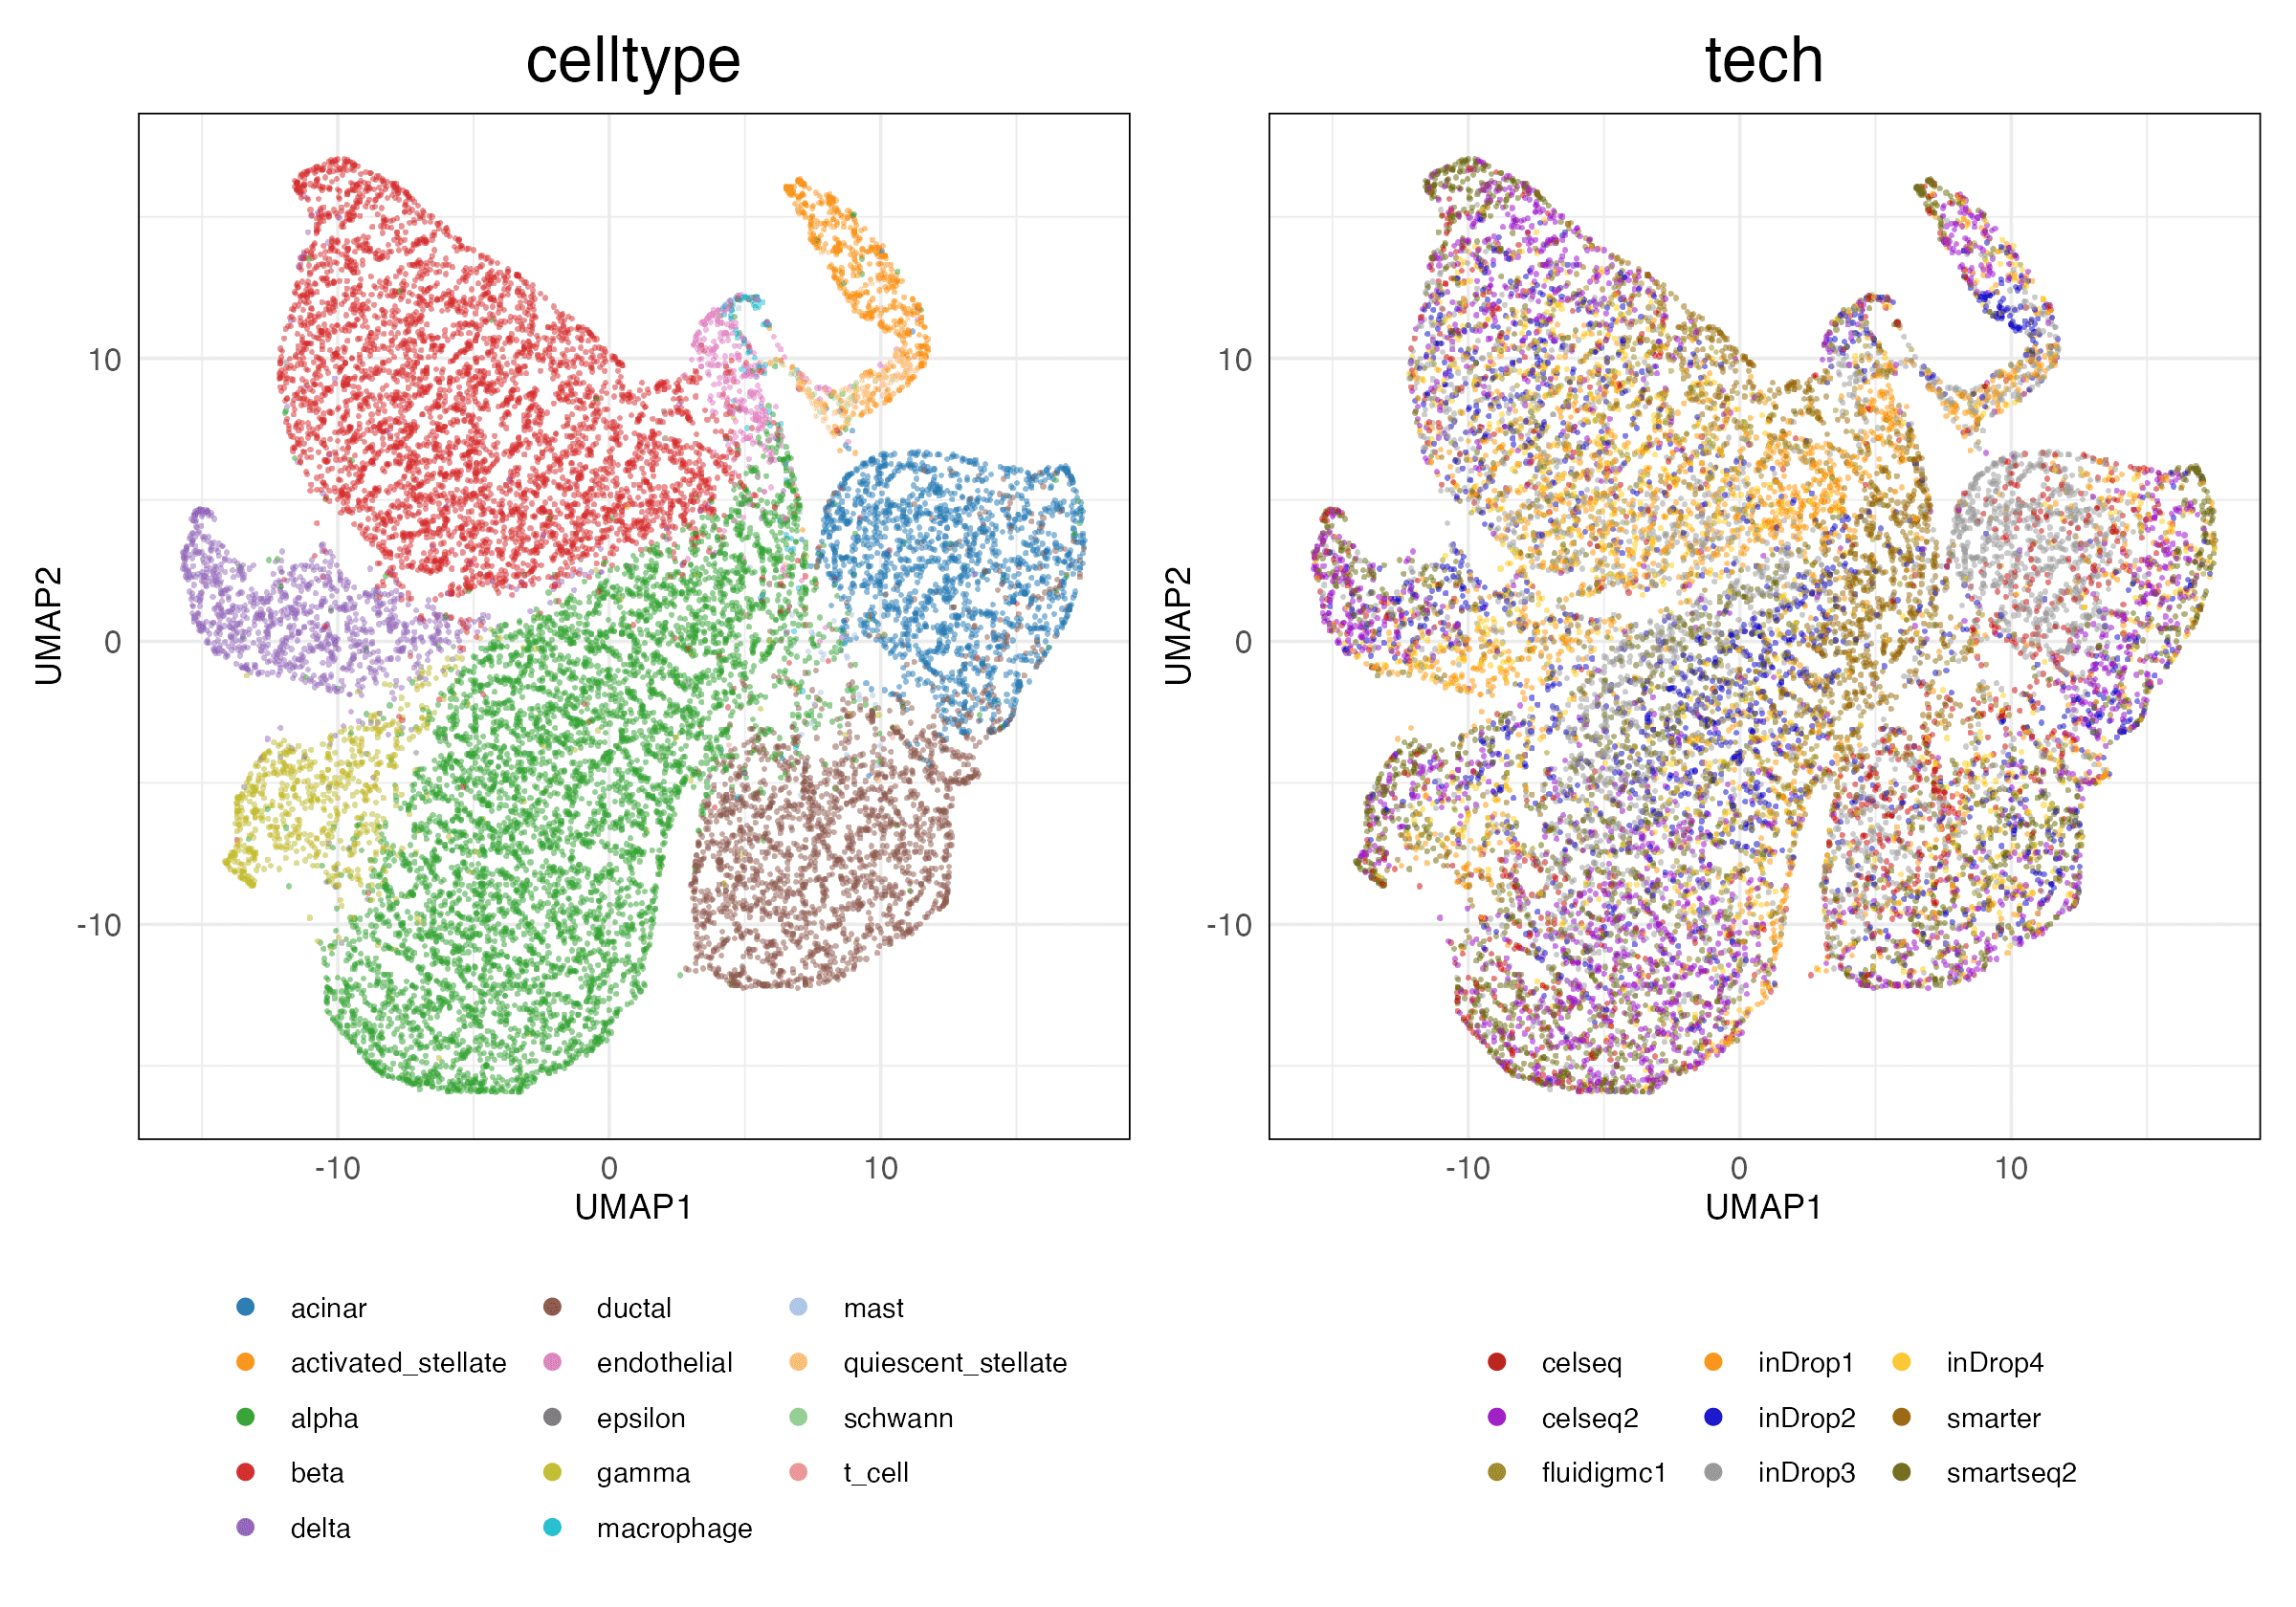 celltype
UMAP2
10
0
-10
-10 0 10
UMAP1
acinar ductal mast
activated_stellate endothelial quiescent_stellate
alpha epsilon schwann
beta gamma t_cell
delta macrophage
tech
UMAP2
10
0
-10
-10 0 10
UMAP1
celseq inDrop1 inDrop4
celseq2 inDrop2 smarter
fluidigmc1 inDrop3 smartseq2